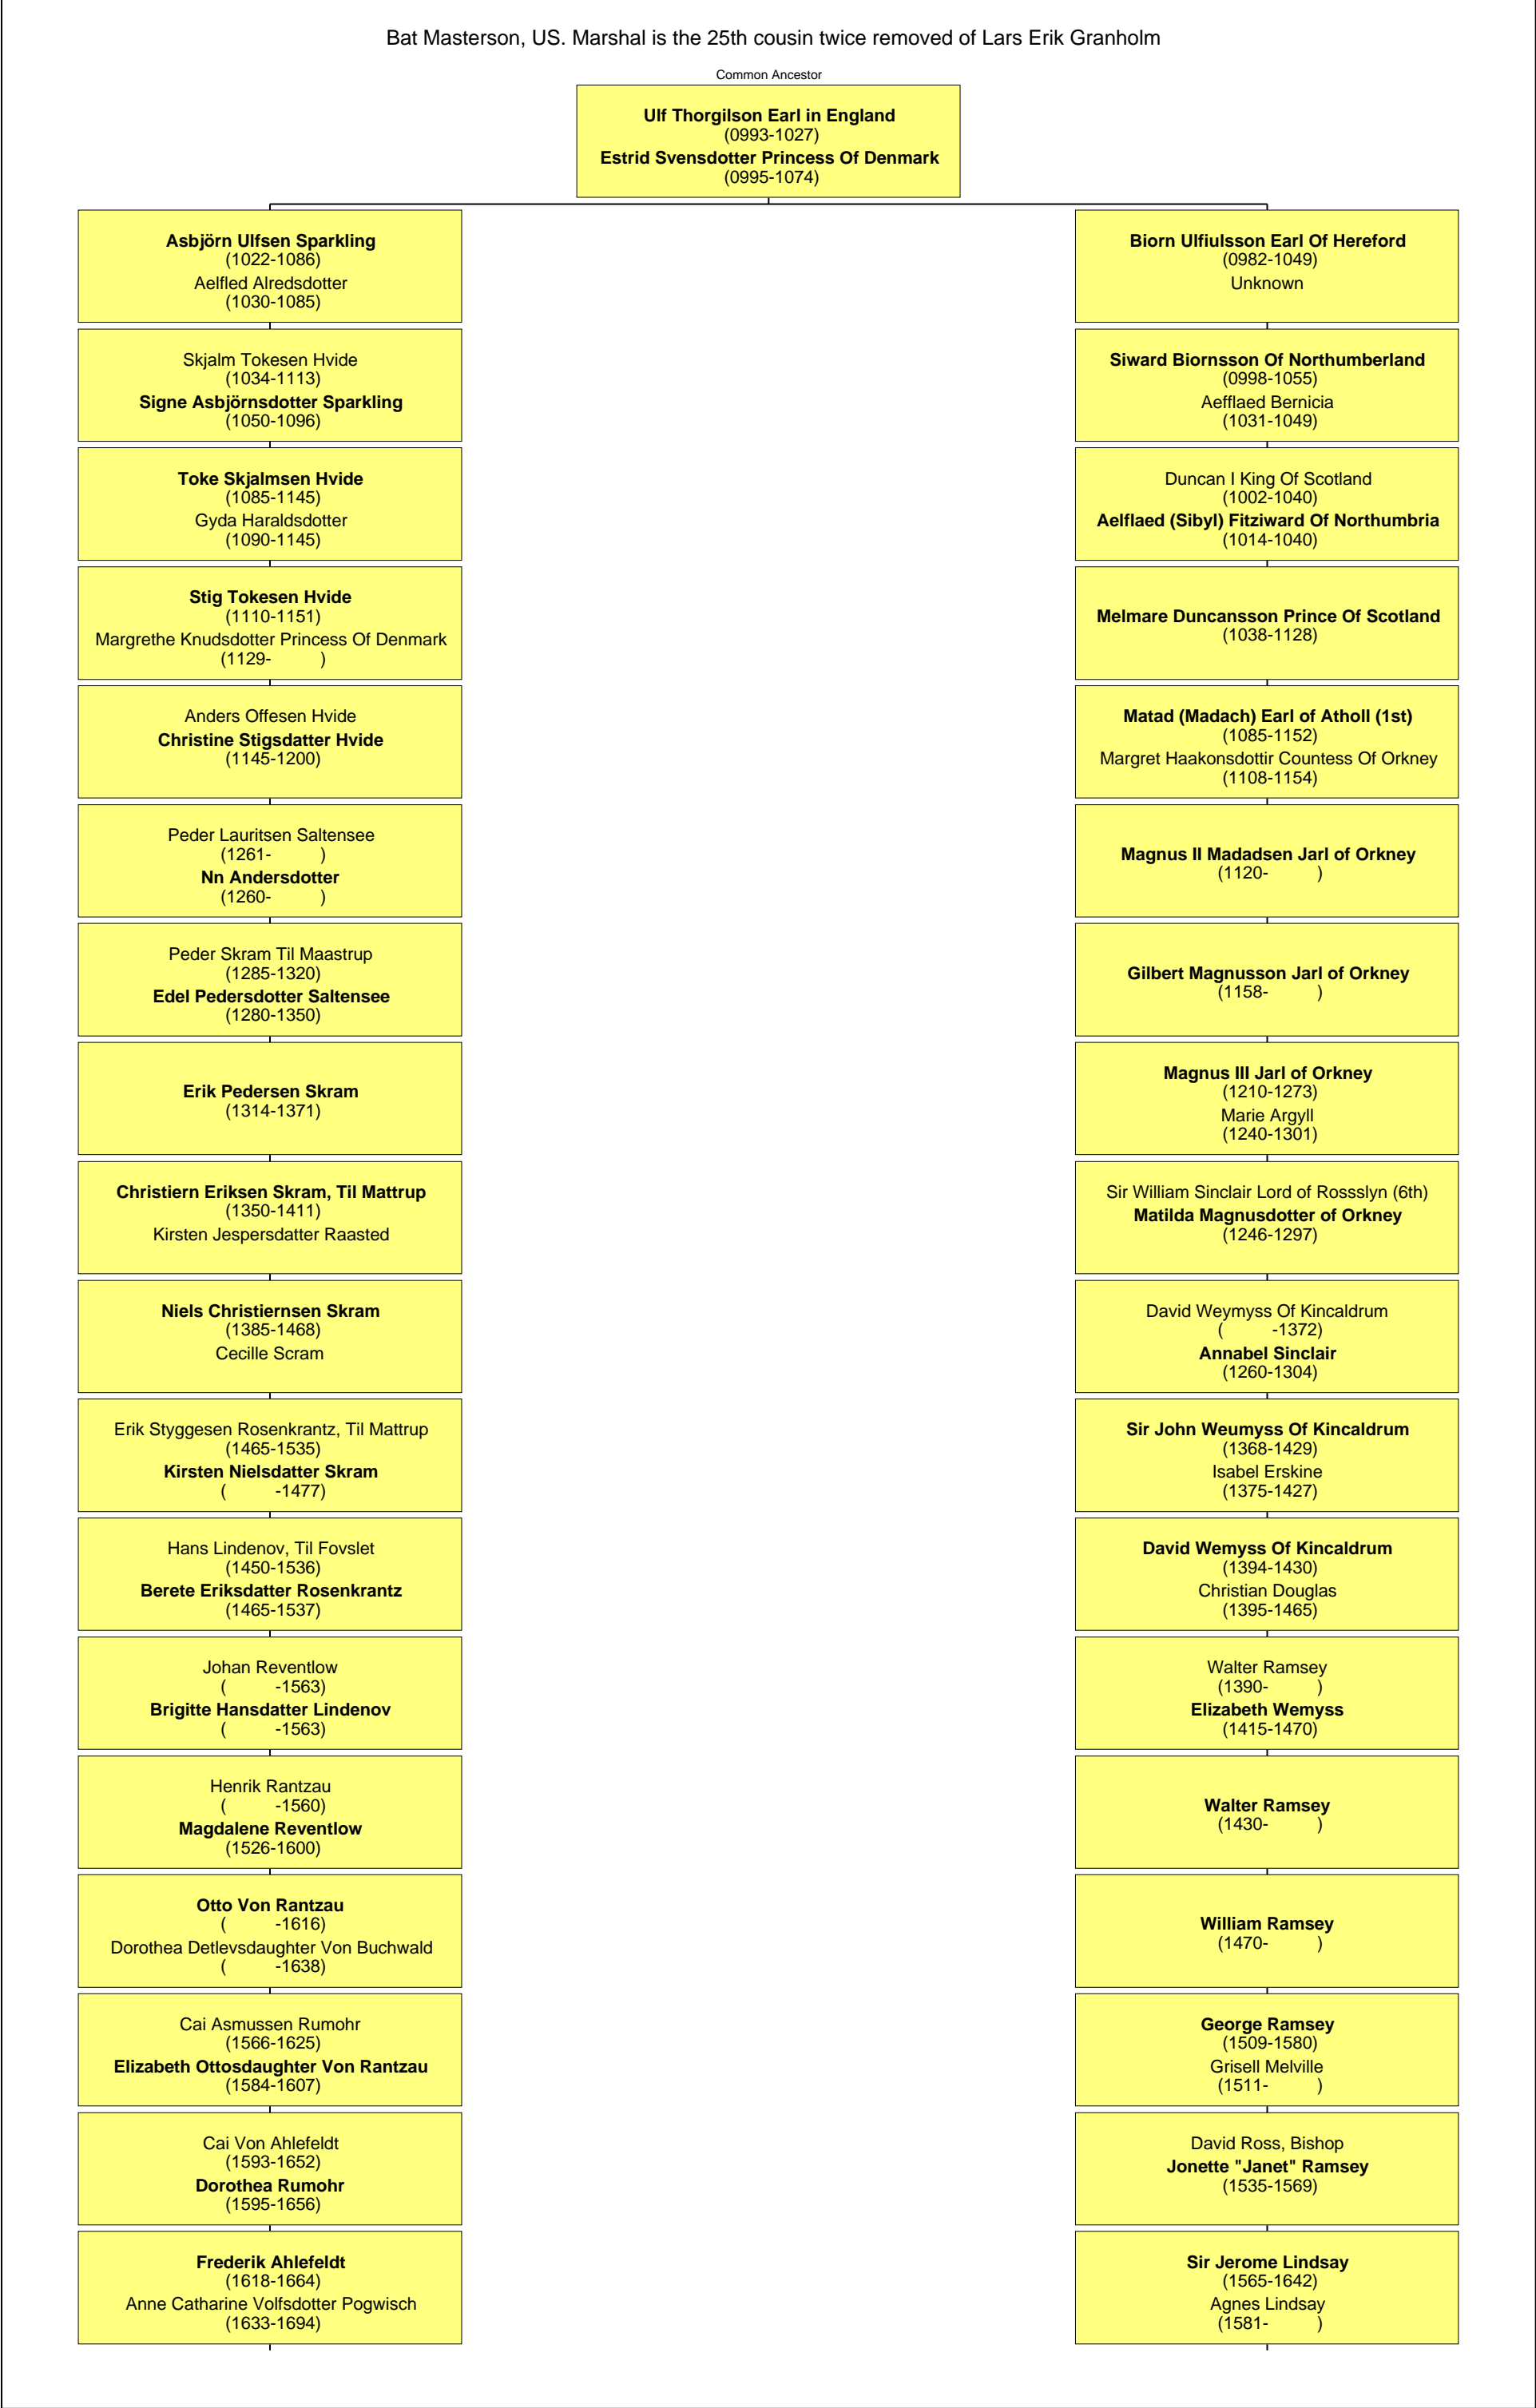 Bat Masterson, US. Marshal is the 25th cousin twice removed of Lars Erik Granholm
Common Ancestor
Ulf Thorgilson Earl in England
(0993-1027)
Estrid Svensdotter Princess Of Denmark
(0995-1074)
Asbjörn Ulfsen Sparkling
(1022-1086)
Aelfled Alredsdotter
(1030-1085)
Skjalm Tokesen Hvide
(1034-1113)
Signe Asbjörnsdotter Sparkling
(1050-1096)
Toke Skjalmsen Hvide
(1085-1145)
Gyda Haraldsdotter
(1090-1145)
Stig Tokesen Hvide
(1110-1151)
Margrethe Knudsdotter Princess Of Denmark
(1129- )
Anders Offesen Hvide
Christine Stigsdatter Hvide
(1145-1200)
Peder Lauritsen Saltensee
(1261- )
Nn Andersdotter
(1260- )
Peder Skram Til Maastrup
(1285-1320)
Edel Pedersdotter Saltensee
(1280-1350)
Erik Pedersen Skram
(1314-1371)
Christiern Eriksen Skram, Til Mattrup
(1350-1411)
Kirsten Jespersdatter Raasted
Niels Christiernsen Skram
(1385-1468)
Cecille Scram
Erik Styggesen Rosenkrantz, Til Mattrup
(1465-1535)
Kirsten Nielsdatter Skram
( -1477)
Hans Lindenov, Til Fovslet
(1450-1536)
Berete Eriksdatter Rosenkrantz
(1465-1537)
Johan Reventlow
( -1563)
Brigitte Hansdatter Lindenov
( -1563)
Henrik Rantzau
( -1560)
Magdalene Reventlow
(1526-1600)
Otto Von Rantzau
( -1616)
Dorothea Detlevsdaughter Von Buchwald
( -1638)
Cai Asmussen Rumohr
(1566-1625)
Elizabeth Ottosdaughter Von Rantzau
(1584-1607)
Cai Von Ahlefeldt
(1593-1652)
Dorothea Rumohr
(1595-1656)
Frederik Ahlefeldt
(1618-1664)
Anne Catharine Volfsdotter Pogwisch
(1633-1694)
Biorn Ulfiulsson Earl Of Hereford
(0982-1049)
Unknown
Siward Biornsson Of Northumberland
(0998-1055)
Aefflaed Bernicia
(1031-1049)
Duncan I King Of Scotland
(1002-1040)
Aelflaed (Sibyl) Fitziward Of Northumbria
(1014-1040)
Melmare Duncansson Prince Of Scotland
(1038-1128)
Matad (Madach) Earl of Atholl (1st)
(1085-1152)
Margret Haakonsdottir Countess Of Orkney
(1108-1154)
Magnus II Madadsen Jarl of Orkney
(1120- )
Gilbert Magnusson Jarl of Orkney
(1158- )
Magnus III Jarl of Orkney
(1210-1273)
Marie Argyll
(1240-1301)
Sir William Sinclair Lord of Rossslyn (6th)
Matilda Magnusdotter of Orkney
(1246-1297)
David Weymyss Of Kincaldrum
( -1372)
Annabel Sinclair
(1260-1304)
Sir John Weumyss Of Kincaldrum
(1368-1429)
Isabel Erskine
(1375-1427)
David Wemyss Of Kincaldrum
(1394-1430)
Christian Douglas
(1395-1465)
Walter Ramsey
(1390- )
Elizabeth Wemyss
(1415-1470)
Walter Ramsey
(1430- )
William Ramsey
(1470- )
George Ramsey
(1509-1580)
Grisell Melville
(1511- )
David Ross, Bishop
Jonette "Janet" Ramsey
(1535-1569)
Sir Jerome Lindsay
(1565-1642)
Agnes Lindsay
(1581- )